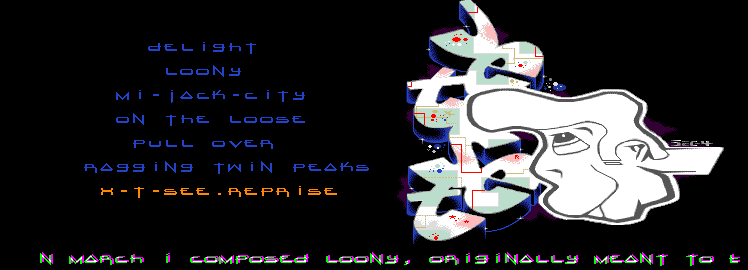 DELIGHT
LOONY
MI-JACK-CITY
ON THE LOOSE
PULL OVER
RAGGING TWIN PEAKS
X-T-SEE.REPRISE
N MARCH I COMPOSED LOONY, ORIGINALLY MEANT TO